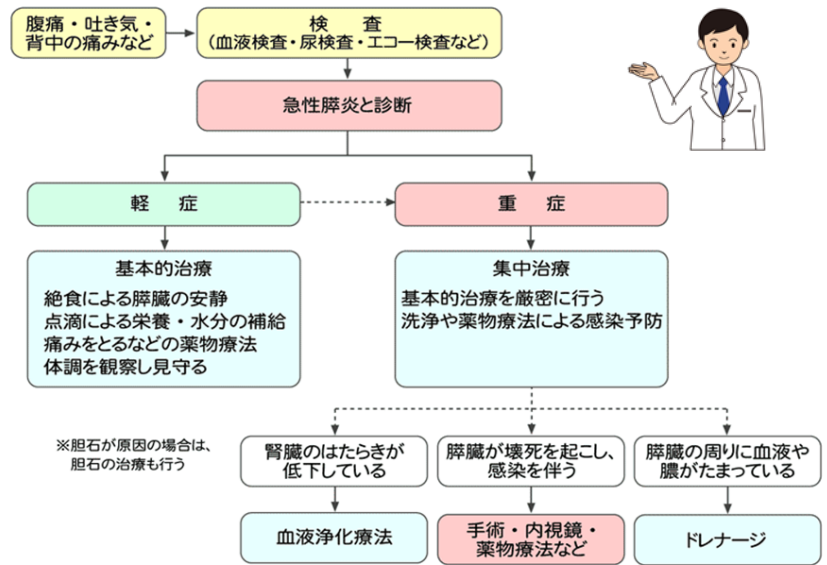 腹痛・吐き気・
背中の痛みなど
検　査
（血液検査・尿検査・エコー検査など）
急性膵炎と診断
軽　症
重　症
基本的治療
絶食による膵臓の安静
点滴による栄養・水分の補給
痛みをとるなどの薬物療法
体調を観察し見守る
集中治療
基本的治療を厳密に行う
洗浄や薬物療法による感染予防
※胆石が原因の場合は、
胆石の治療も行う
腎臓のはたらきが
低下している
膵臓が壊死を起こし、
感染を伴う
膵臓の周りに血液や
膿がたまっている
血液浄化療法
手術・内視鏡・
薬物療法など
ドレナージ